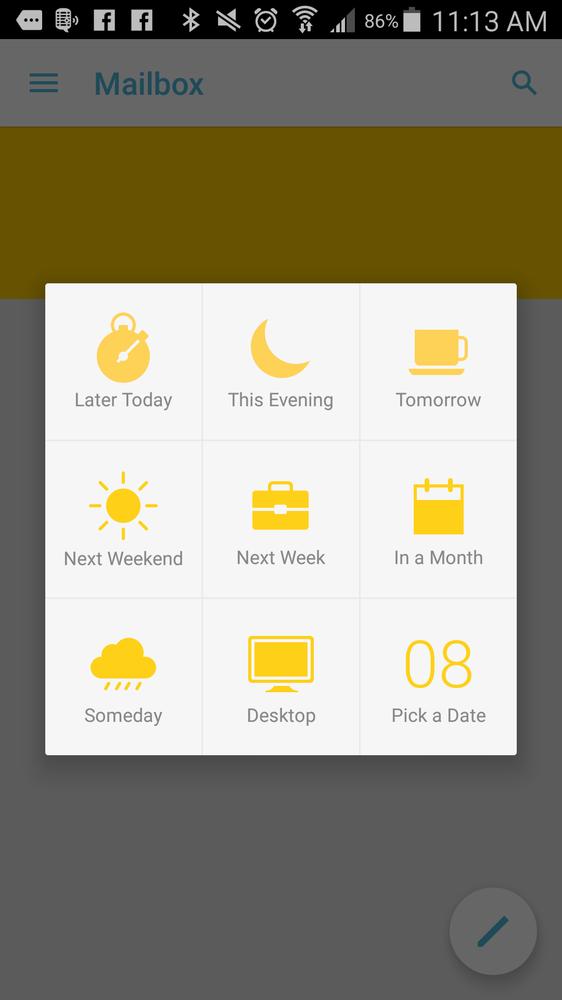 86% 11:13 AM
Mailbox
Later Today This Evening Tomorrow
Next Weekend Next Week In a Month
08
Someday Desktop Pick a Date